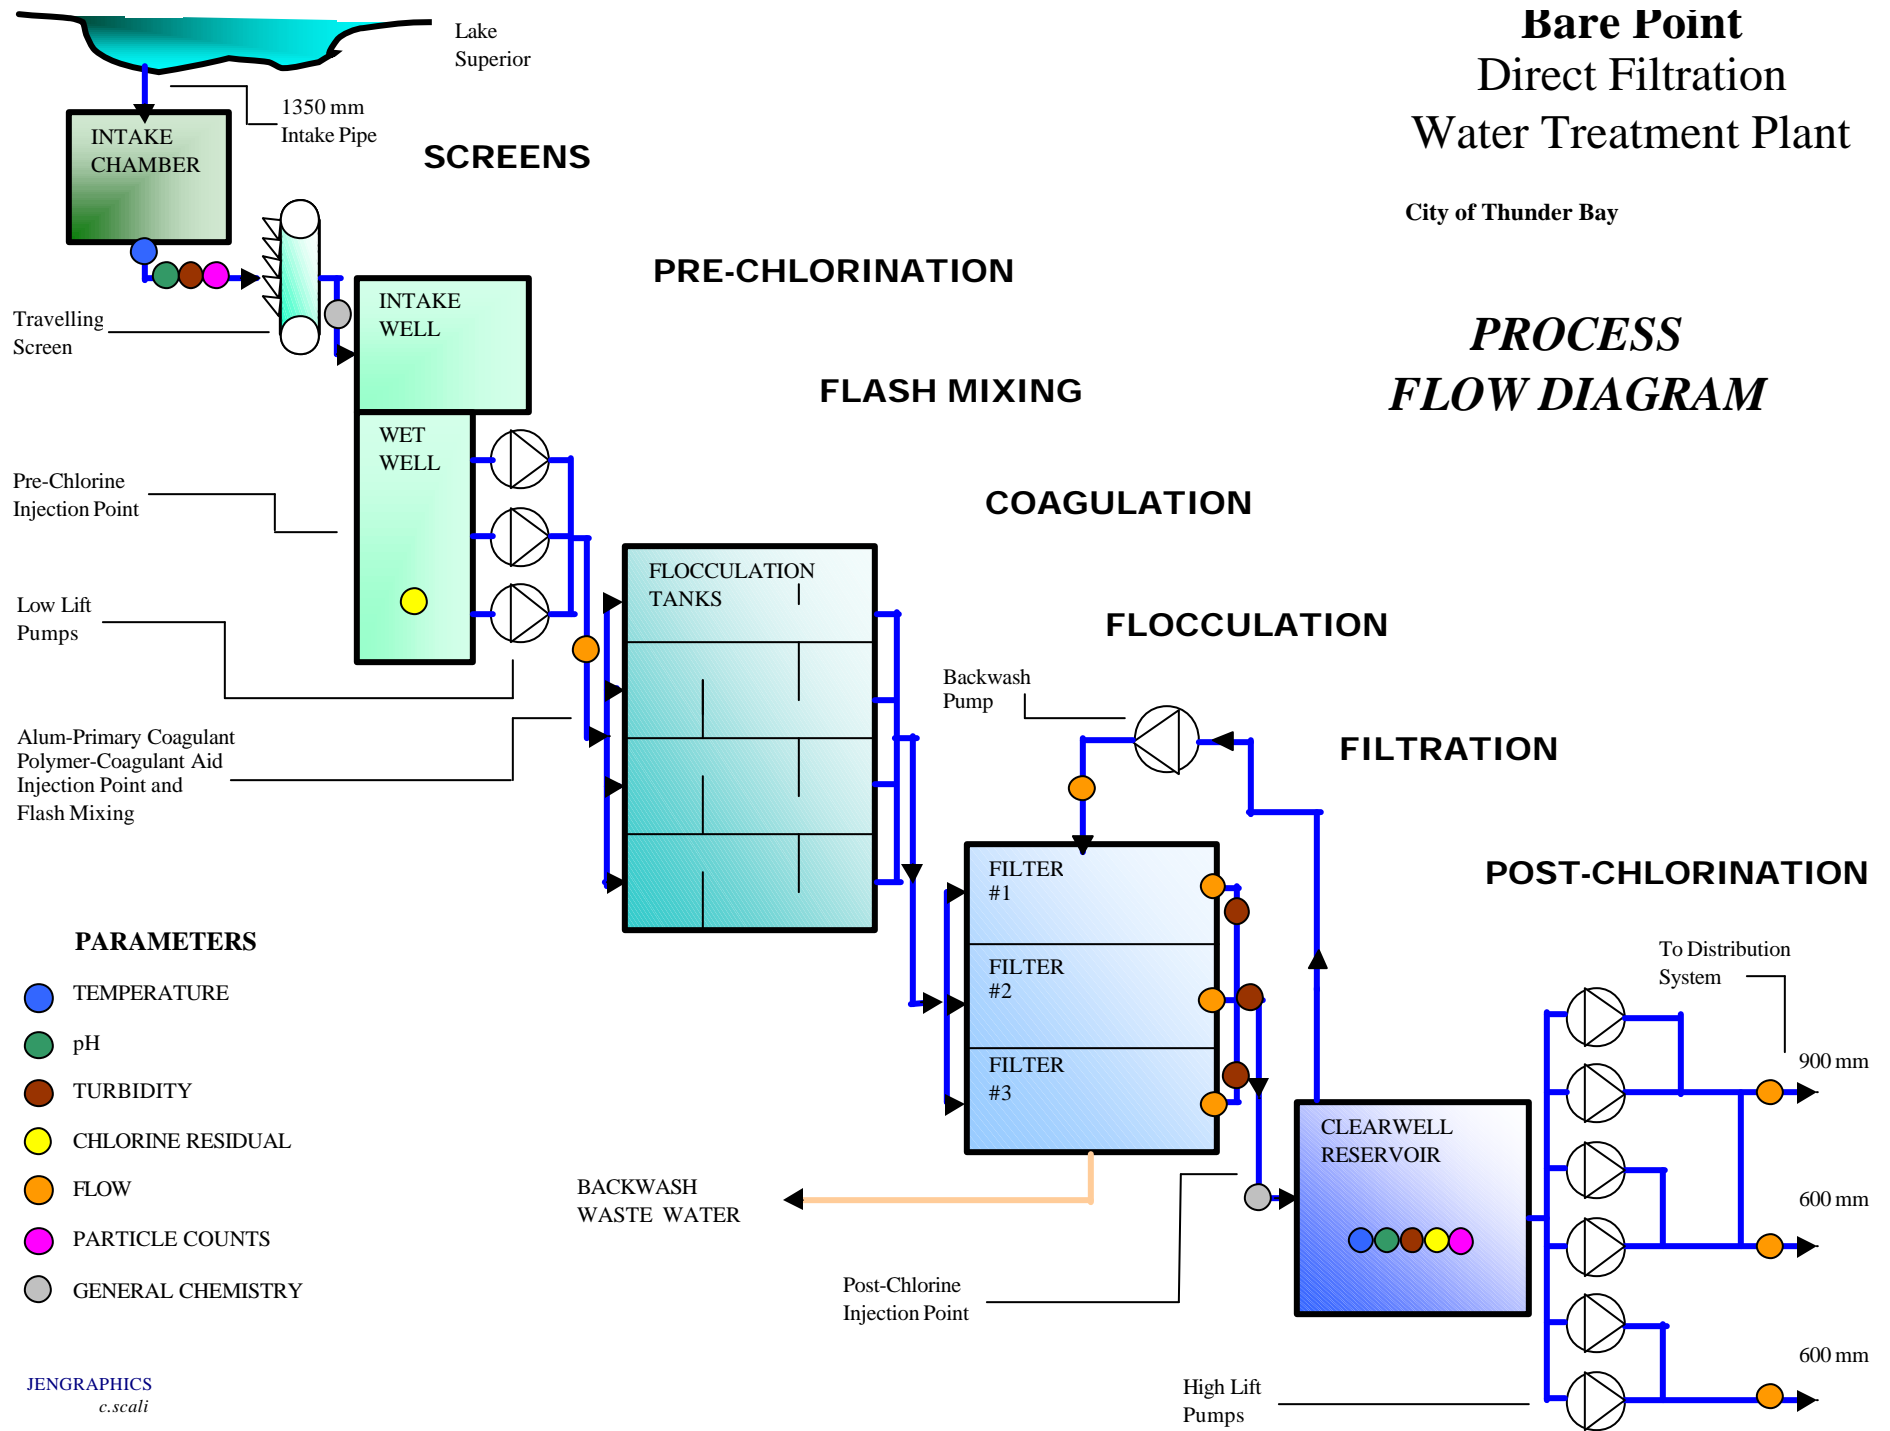 Bare Point
Direct Filtration
Water Treatment Plant
City of Thunder Bay
PROCESS
FLOW DIAGRAM
Lake
Superior
1350 mm
Intake Pipe
INTAKE
CHAMBER
SCREENS
Travelling
Screen
PRE-CHLORINATION
INTAKE
WELL
FLASH MIXING
WET
WELL
Pre-Chlorine
Injection Point
COAGULATION
Low Lift
Pumps
FLOCCULATION
TANKS
FLOCCULATION
Alum-Primary Coagulant
Polymer-Coagulant Aid
Injection Point and
Flash Mixing
Backwash
Pump
FILTRATION
FILTER
#1
FILTER
#2
FILTER
#3
POST-CHLORINATION
To Distribution
System
900 mm
600 mm
600 mm
CLEARWELL
RESERVOIR
BACKWASH
WASTE WATER
Post-Chlorine
Injection Point
High Lift
Pumps
PARAMETERS
TEMPERATURE
pH
TURBIDITY
CHLORINE RESIDUAL
FLOW
PARTICLE COUNTS
GENERAL CHEMISTRY
JENGRAPHICS
c.scali